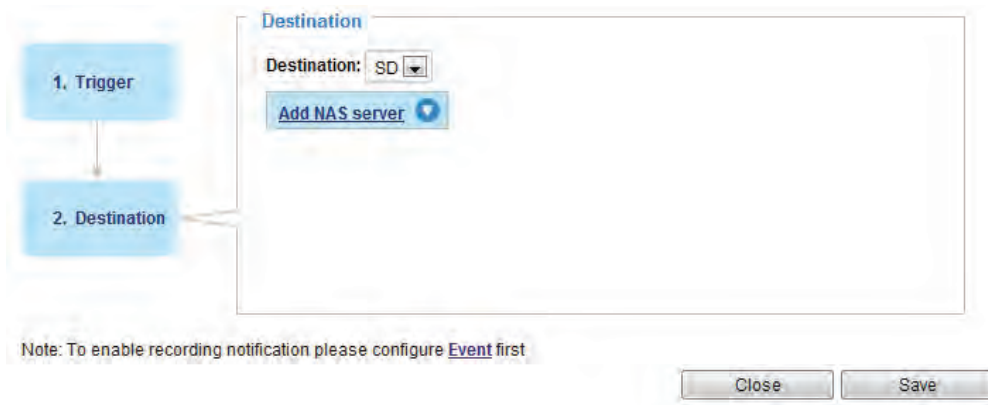 Destination
1. Trigger
Destination: SD
Add NAS server
2. Destination
Note: To enable recording notification please configure Event first
Close Save